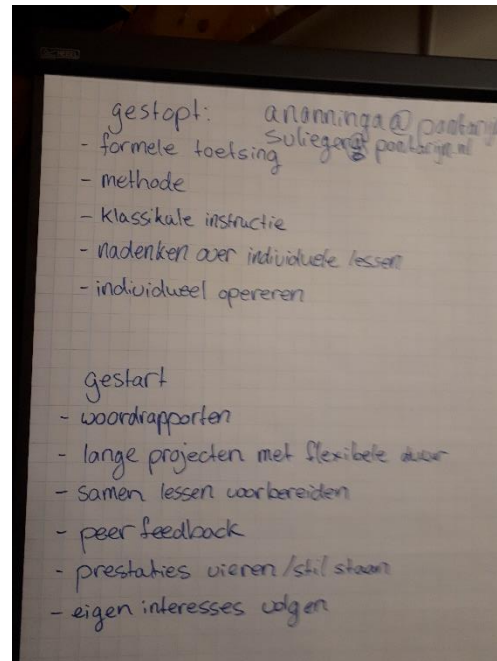 gestopt: ananninga@
- formele toetsing
- methode
- klassikale instructie
- nadenken over individuele lessen
- individueel opereren
gestart
- woordrapporten
- lange projecten met flexibele duur
- samen lessen voorbereiden
- peer feedback
- prestaties vieren/stil staan
- eigen interesses volgen